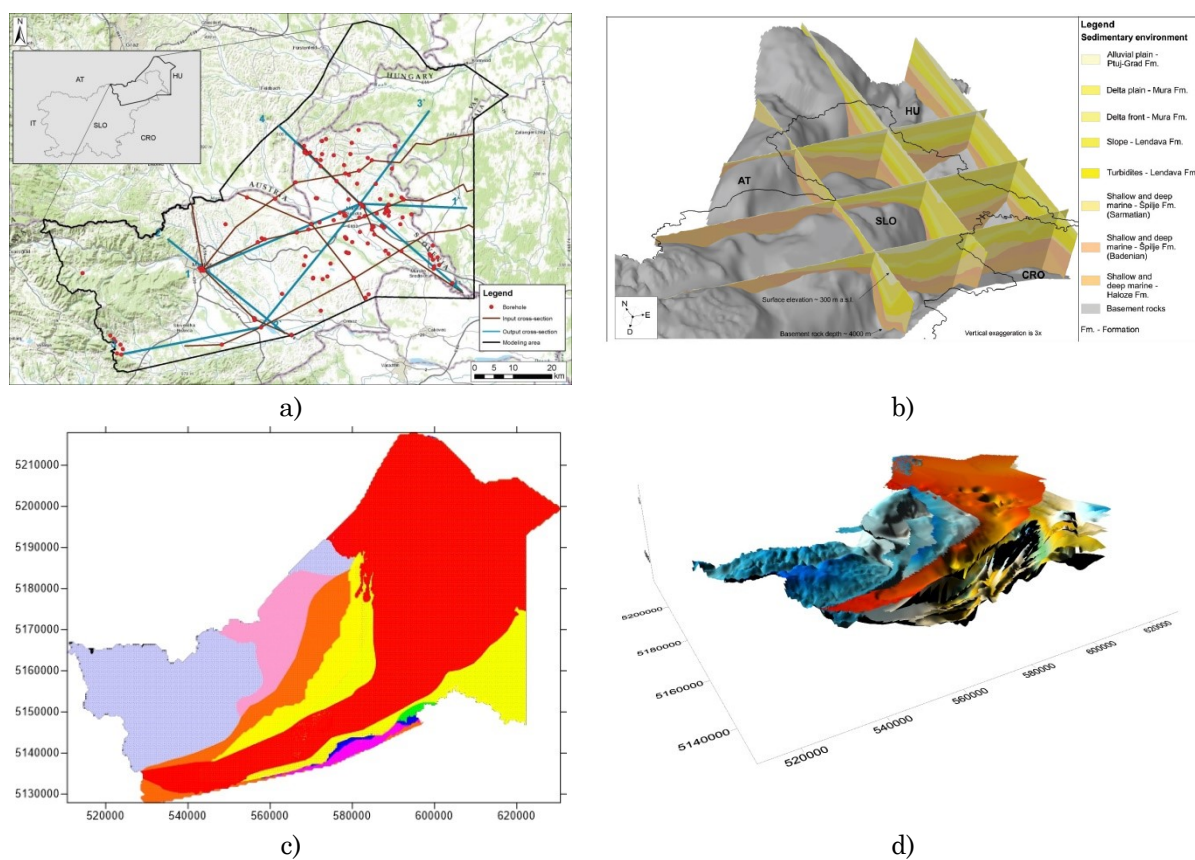 N
AT
HU
IT
SLO
CRO
HUNGARY
AUSTRIA
4
3'
1'
1
Legend
Borehole
Input cross-section
Output cross-section
Modeling area
0 5 10 20
km
a)
HU
AT
SLO
CRO
Surface elevation ~ 300 m a.s.l.
Basement rock depth ~ 4000 m
Vertical exaggeration is 3x
N
E
D
Legend
Sedimentary environment
Alluvial plain -
Ptuj-Grad Fm.
Delta plain - Mura Fm.
Delta front - Mura Fm.
Slope - Lendava Fm.
Turbidites - Lendava Fm
Shallow and deep
marine - Špilje Fm.
(Sarmatian)
Shallow and deep
marine - Špilje Fm.
(Badenian)
Shallow and
deep marine -
Haloze Fm.
Basement rocks
Fm. - Formation
b)
5210000
5200000
5190000
5180000
5170000
5160000
5150000
5140000
5130000
520000 540000 560000 580000 600000 620000
c)
5200000
5180000
5160000
5140000
520000
540000
560000
580000
600000
620000
d)